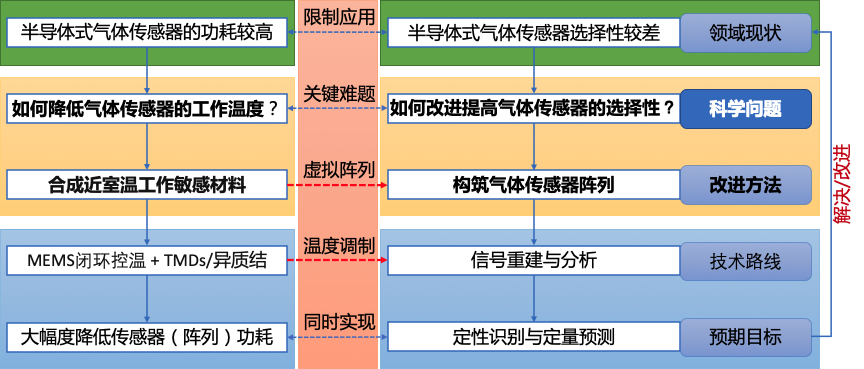 半导体式气体传感器的功耗较高
限制应用
半导体式气体传感器选择性较差
领域现状
如何降低气体传感器的工作温度？
关键难题
如何改进提高气体传感器的选择性？
科学问题
合成近室温工作敏感材料
虚拟阵列
构筑气体传感器阵列
改进方法
解决/改进
MEMS闭环控温 + TMDs/异质结
温度调制
信号重建与分析
技术路线
大幅度降低传感器（阵列）功耗
同时实现
定性识别与定量预测
预期目标